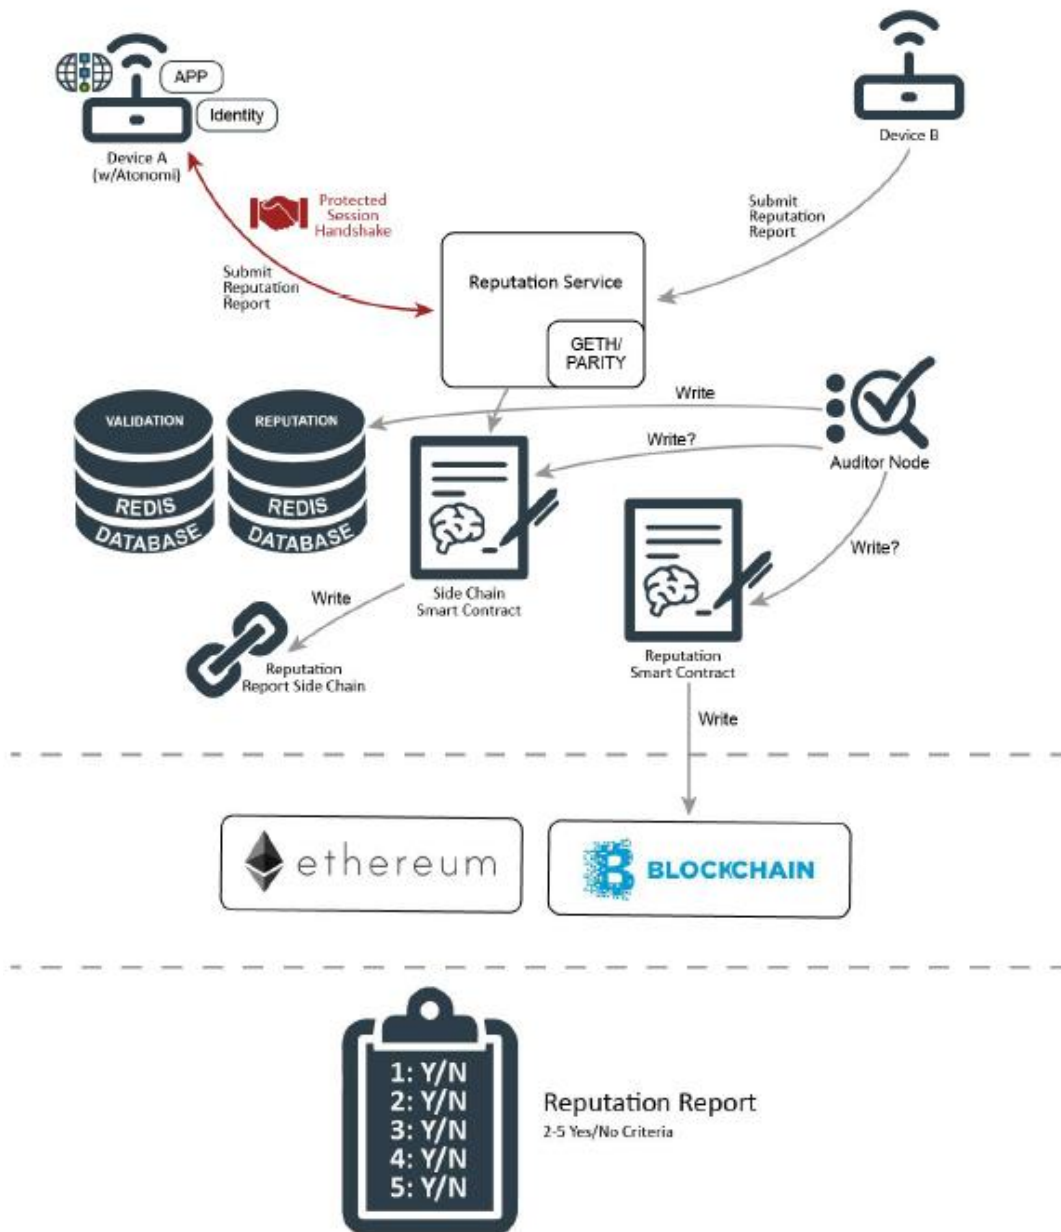 APP
Identity
Device A
(w/Atonomi)
Device B
Protected
Session
Handshake
Submit
Reputation
Report
Submit
Reputation
Report
Reputation Service
GETH/
PARITY
VALIDATION
REDIS
DATABASE
REPUTATION
REDIS
DATABASE
Write
Write?
Auditor Node
Write?
Side Chain
Smart Contract
Write
Reputation
Report Side Chain
Reputation
Smart Contract
Write
ethereum
BLOCKCHAIN
1: Y/N
2: Y/N
3: Y/N
4: Y/N
5: Y/N
Reputation Report
2-5 Yes/No Criteria